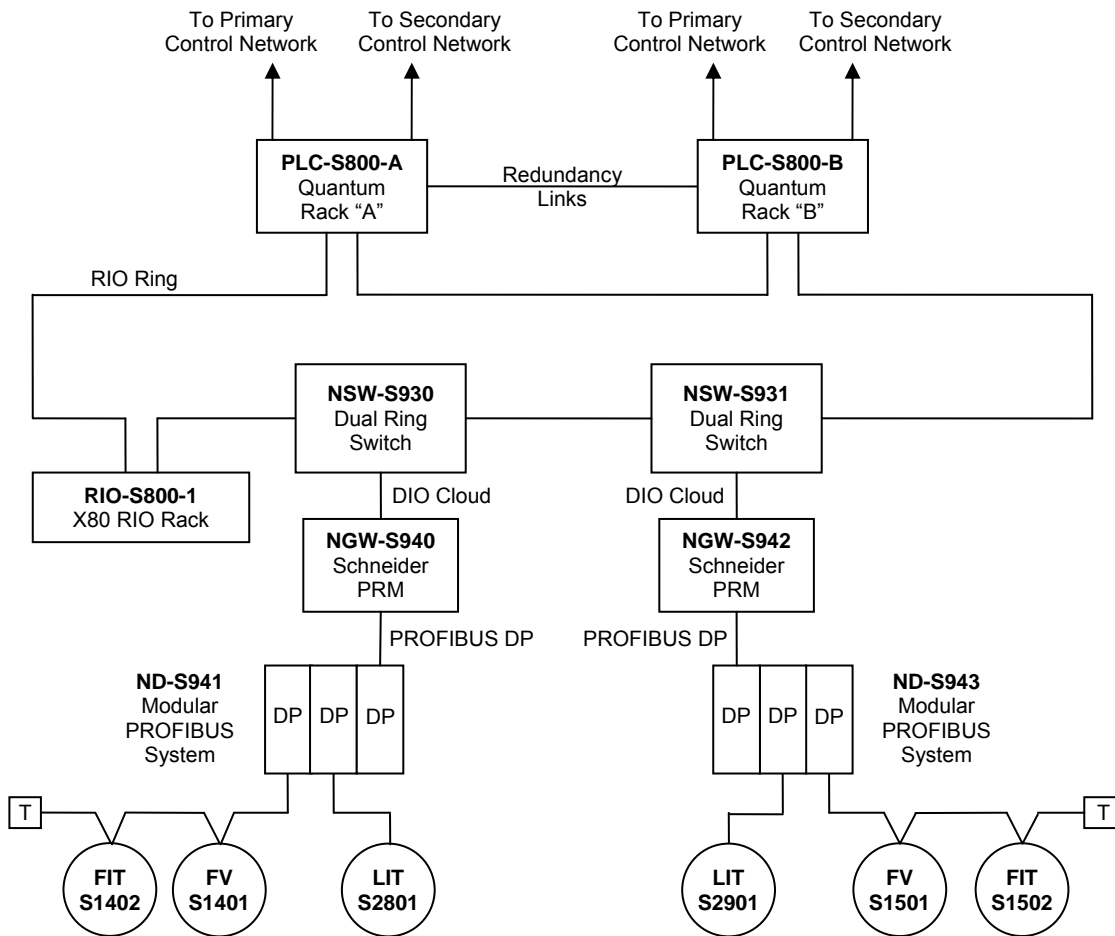 To Primary
Control Network
To Secondary
Control Network
To Primary
Control Network
To Secondary
Control Network
PLC-S800-A
Quantum
Rack “A”
Redundancy
Links
PLC-S800-B
Quantum
Rack “B”
RIO Ring
NSW-S930
Dual Ring
Switch
NSW-S931
Dual Ring
Switch
RIO-S800-1
X80 RIO Rack
DIO Cloud
DIO Cloud
NGW-S940
Schneider
PRM
NGW-S942
Schneider
PRM
PROFIBUS DP
PROFIBUS DP
ND-S941
Modular
PROFIBUS
System
DP
DP
DP
DP
DP
DP
ND-S943
Modular
PROFIBUS
System
T
T
FIT
S1402
FV
S1401
LIT
S2801
LIT
S2901
FV
S1501
FIT
S1502